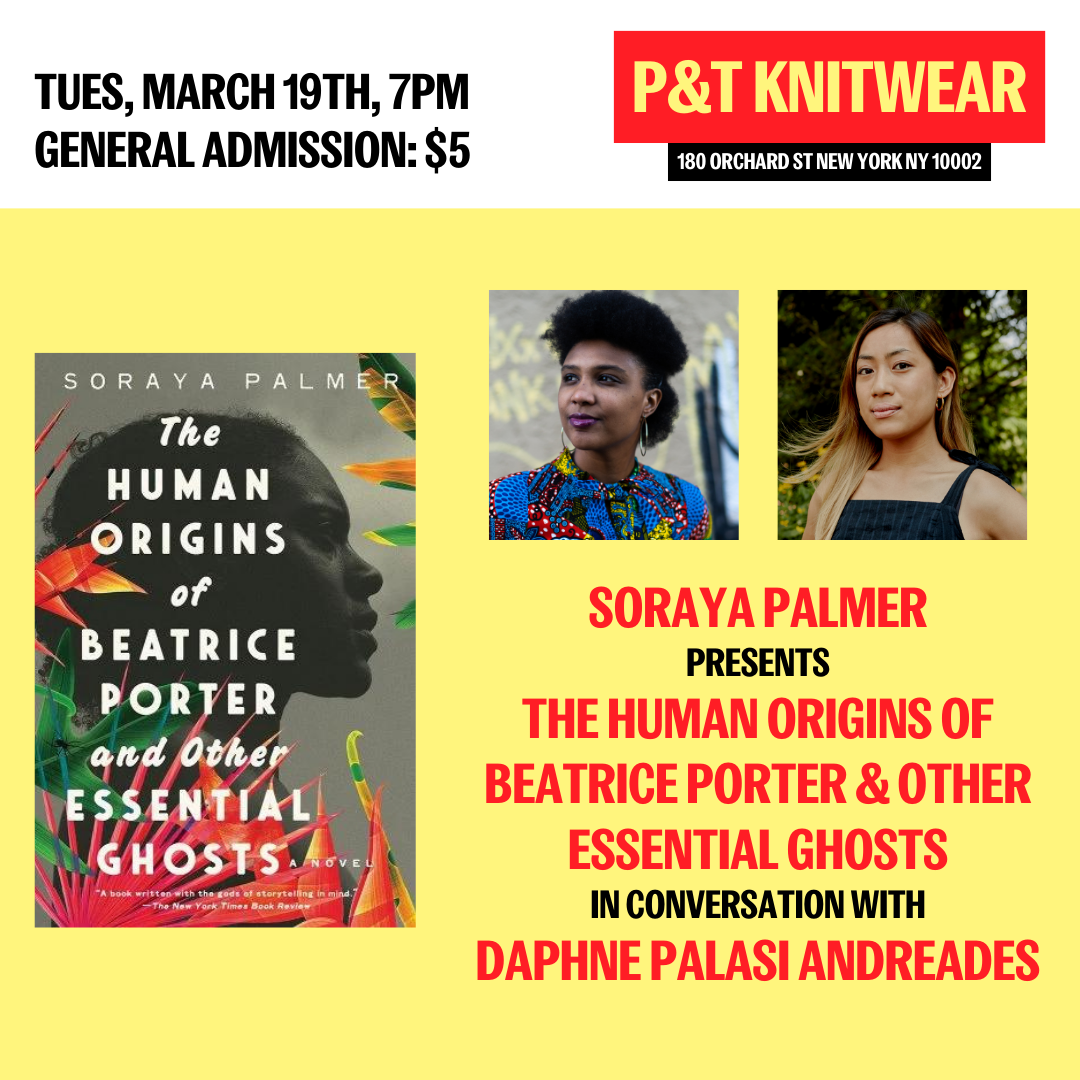 TUES, MARCH 19TH, 7PM
GENERAL ADMISSION: $5
P&T KNITWEAR
180 ORCHARD ST NEW YORK NY 10002
SORAYA PALMER
The
HUMAN
ORIGINS
of
BEATRICE
PORTER
and Other
ESSENTIAL
GHOSTS
A NOVEL
"A book written with the gods of storytelling in mind."
—The New York Times Book Review
SORAYA PALMER
PRESENTS
THE HUMAN ORIGINS OF
BEATRICE PORTER & OTHER
ESSENTIAL GHOSTS
IN CONVERSATION WITH
DAPHNE PALASI ANDREADES